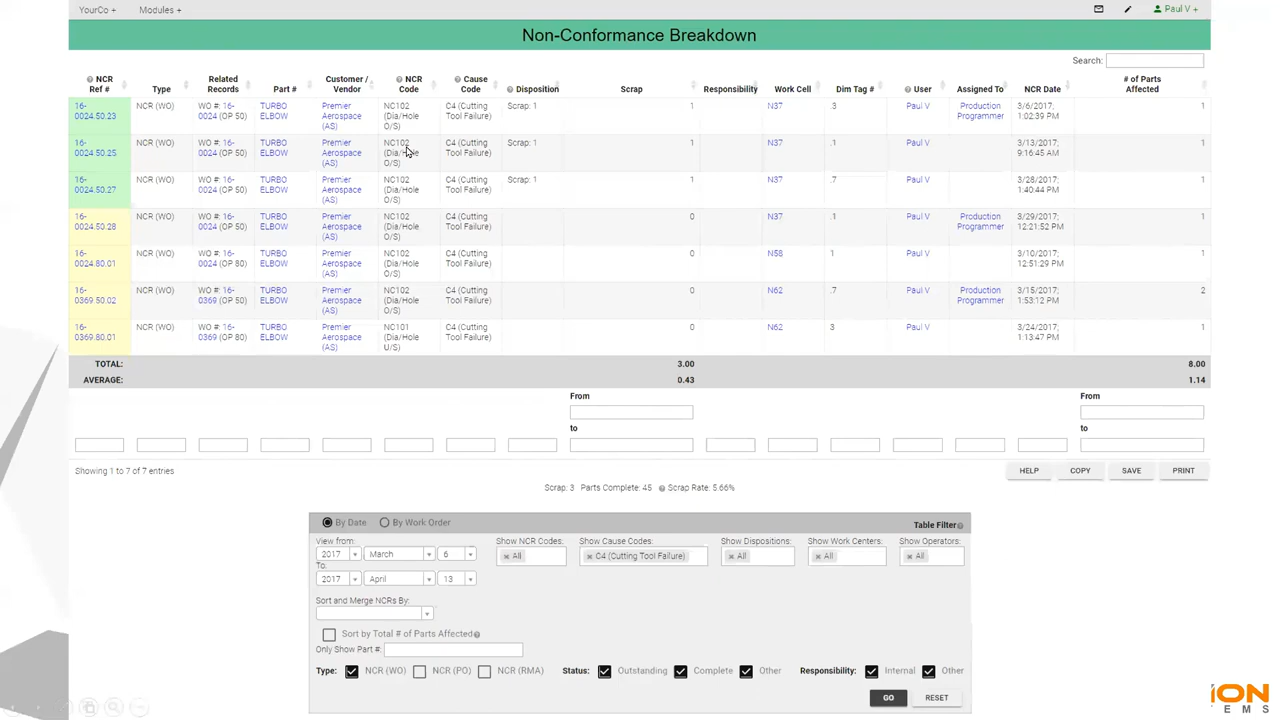 YourCo +
Modules +
Paul V +
Non-Conformance Breakdown
Search:
NCR Ref #
Type
Related Records
Part #
Customer / Vendor
NCR Code
Cause Code
Disposition
Scrap
Responsibility
Work Cell
Dim Tag #
User
Assigned To
NCR Date
# of Parts Affected
16-0024.50.23 NCR (WO) WO #: 16-0024 (OP 50) TURBO ELBOW Premier Aerospace (AS) NC102 (Dia/Hole O/S) C4 (Cutting Tool Failure) Scrap: 1 1 N37 .3 Paul V Production Programmer 3/6/2017; 1:02:39 PM 1
16-0024.50.25 NCR (WO) WO #: 16-0024 (OP 50) TURBO ELBOW Premier Aerospace (AS) NC102 (Dia/Hole O/S) C4 (Cutting Tool Failure) Scrap: 1 1 N37 .1 Paul V 3/13/2017; 9:16:45 AM 1
16-0024.50.27 NCR (WO) WO #: 16-0024 (OP 50) TURBO ELBOW Premier Aerospace (AS) NC102 (Dia/Hole O/S) C4 (Cutting Tool Failure) Scrap: 1 1 N37 .7 Paul V 3/28/2017; 1:40:44 PM 1
16-0024.50.28 NCR (WO) WO #: 16-0024 (OP 50) TURBO ELBOW Premier Aerospace (AS) NC102 (Dia/Hole O/S) C4 (Cutting Tool Failure) 0 N37 .1 Paul V Production Programmer 3/29/2017; 12:21:52 PM 1
16-0024.80.01 NCR (WO) WO #: 16-0024 (OP 80) TURBO ELBOW Premier Aerospace (AS) NC102 (Dia/Hole O/S) C4 (Cutting Tool Failure) 0 N58 1 Paul V 3/10/2017; 12:51:29 PM 1
16-0369.50.02 NCR (WO) WO #: 16-0369 (OP 50) TURBO ELBOW Premier Aerospace (AS) NC102 (Dia/Hole O/S) C4 (Cutting Tool Failure) 0 N62 .7 Paul V Production Programmer 3/15/2017; 1:53:12 PM 2
16-0369.80.01 NCR (WO) WO #: 16-0369 (OP 80) TURBO ELBOW Premier Aerospace (AS) NC101 (Dia/Hole U/S) C4 (Cutting Tool Failure) 0 N62 3 Paul V 3/24/2017; 1:13:47 PM 1
TOTAL: 3.00 8.00
AVERAGE: 0.43 1.14
From From
to to
Showing 1 to 7 of 7 entries
HELP COPY SAVE PRINT
Scrap: 3 Parts Complete: 45 Scrap Rate: 5.66%
By Date By Work Order Table Filter
View from: Show NCR Codes: Show Cause Codes: Show Dispositions: Show Work Centers: Show Operators:
2017 March 6 All C4 (Cutting Tool Failure) All All All
To:
2017 April 13
Sort and Merge NCRs By:
Sort by Total # of Parts Affected
Only Show Part #:
Type: NCR (WO) NCR (PO) NCR (RMA) Status: Outstanding Complete Other Responsibility: Internal Other
GO RESET
ION
TEMS